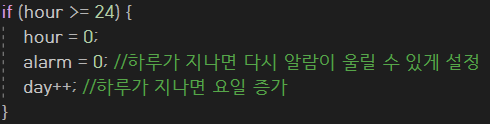 if (hour >= 24) {
hour = 0;
alarm = 0; //하루가 지나면 다시 알람이 울릴 수 있게 설정
day++; //하루가 지나면 요일 증가
}